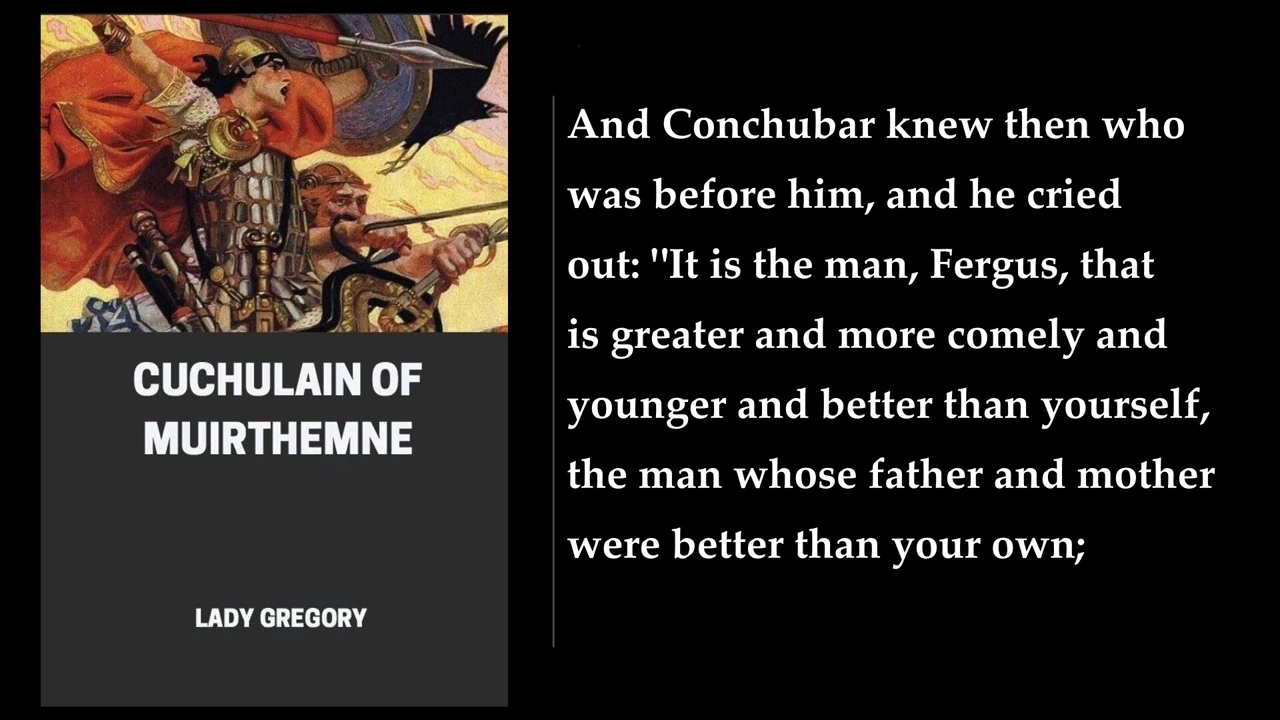 CUCHULAIN OF
MUIRTHEMNE
LADY GREGORY
And Conchubar knew then who
was before him, and he cried
out: "It is the man, Fergus, that
is greater and more comely and
younger and better than yourself,
the man whose father and mother
were better than your own;